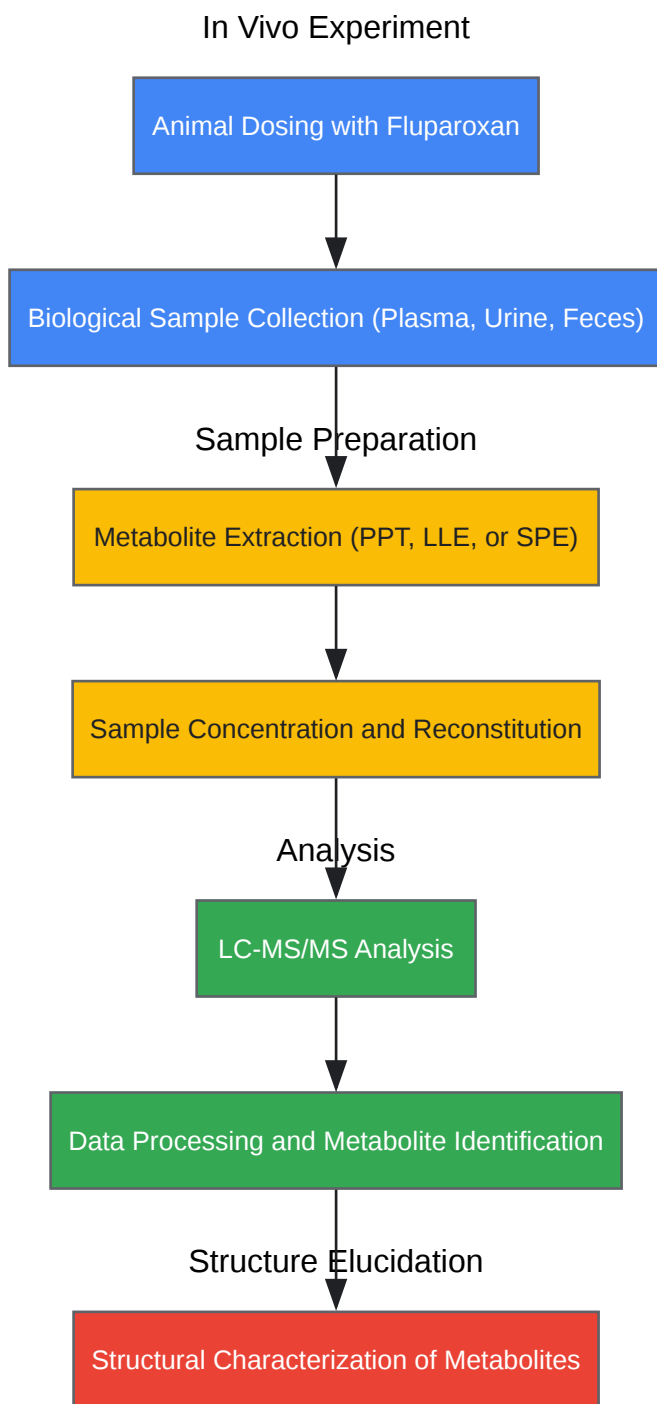 In Vivo Experiment
Animal Dosing with Fluparoxan
Biological Sample Collection (Plasma, Urine, Feces)
Sample Preparation
Metabolite Extraction (PPT, LLE, or SPE)
Sample Concentration and Reconstitution
Analysis
LC-MS/MS Analysis
Data Processing and Metabolite Identification
Structure Elucidation
Structural Characterization of Metabolites